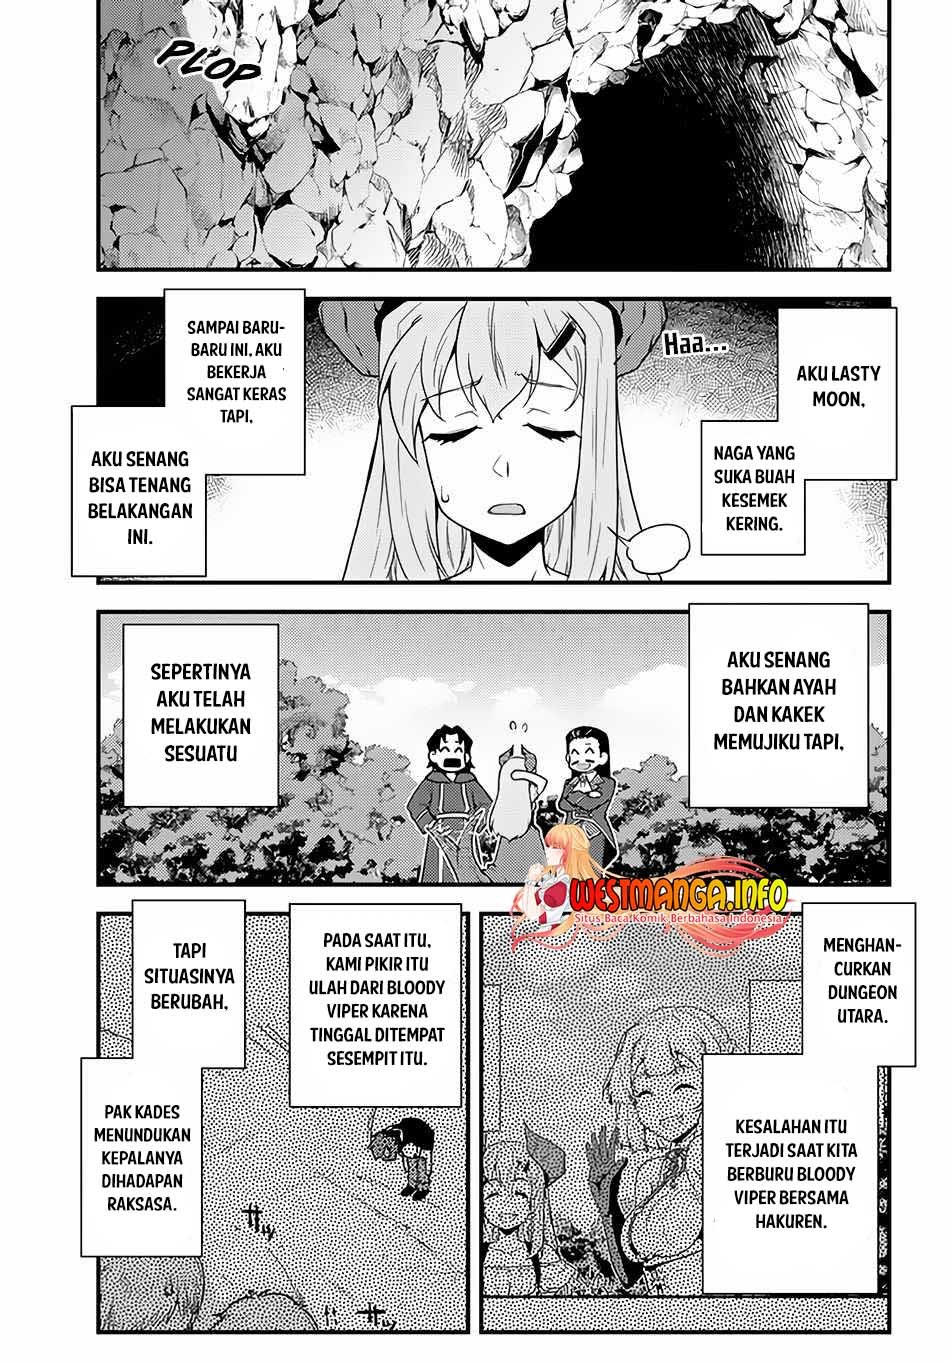 PLOP
AKU LASTY
MOON,
NAGA YANG
SUKA BUAH
KESEMEK
KERING.
Haa...
SAMPAI BARU-
BARU INI, AKU
BEKERJA
SANGAT KERAS
TAPI,
AKU SENANG
BISA TENANG
BELAKANGAN
INI.
AKU SENANG
BAHKAN AYAH
DAN KAKEK
MEMUJIKU TAPI,
SEPERTINYA
AKU TELAH
MELAKUKAN
SESUATU
WESTMANGA.INFO
Situs Baca Komik Berbahasa Indonesia
MENGHAN-
CURKAN
DUNGEON
UTARA.
KESALAHAN ITU
TERJADI SAAT KITA
BERBURU BLOODY
VIPER BERSAMA
HAKUREN.
PADA SAAT ITU,
KAMI PIKIR ITU
ULAH DARI BLOODY
VIPER KARENA
TINGGAL DITEMPAT
SESEMPIT ITU.
TAPI
SITUASINYA
BERUBAH,
PAK KADES
MENUNDUKAN
KEPALANYA
DIHADAPAN
RAKSASA.